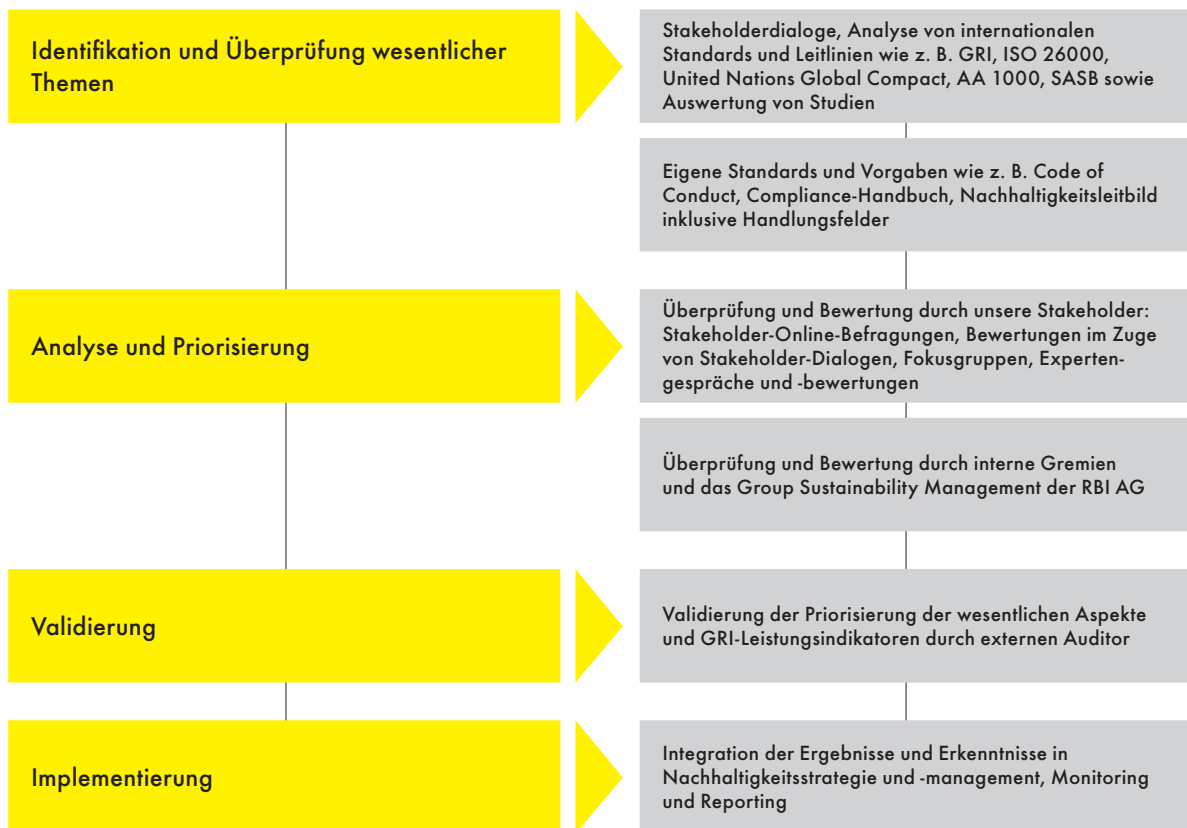 Identifikation und Überprüfung wesentlicher
Themen
Stakeholderdialoge, Analyse von internationalen
Standards und Leitlinien wie z. B. GRI, ISO 26000,
United Nations Global Compact, AA 1000, SASB sowie
Auswertung von Studien
Eigene Standards und Vorgaben wie z. B. Code of
Conduct, Compliance-Handbuch, Nachhaltigkeitsleitbild
inklusive Handlungsfelder
Analyse und Priorisierung
Überprüfung und Bewertung durch unsere Stakeholder:
Stakeholder-Online-Befragungen, Bewertungen im Zuge
von Stakeholder-Dialogen, Fokusgruppen, Experten-
gespräche und -bewertungen
Überprüfung und Bewertung durch interne Gremien
und das Group Sustainability Management der RBI AG
Validierung
Validierung der Priorisierung der wesentlichen Aspekte
und GRI-Leistungsindikatoren durch externen Auditor
Implementierung
Integration der Ergebnisse und Erkenntnisse in
Nachhaltigkeitsstrategie und -management, Monitoring
und Reporting